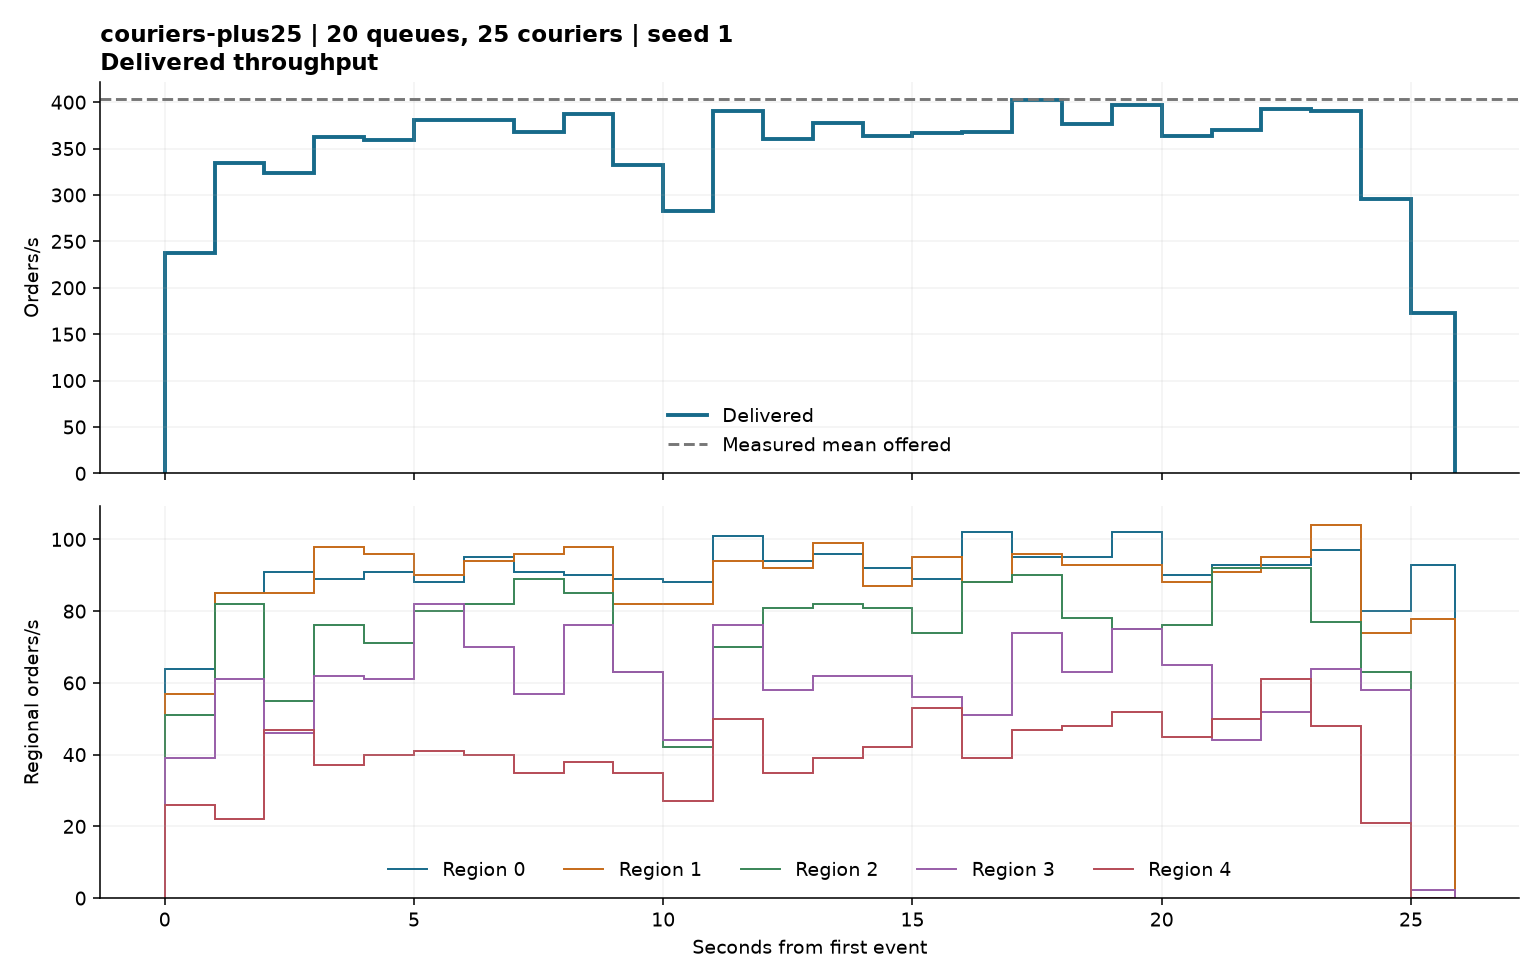 couriers-plus25 | 20 queues, 25 couriers | seed 1
Delivered throughput
400
350
300
250
200
150
100
50
0
Orders/s
Delivered
Measured mean offered
100
80
60
40
20
0
Regional orders/s
Region 0 Region 1 Region 2 Region 3 Region 4
0 5 10 15 20 25
Seconds from first event